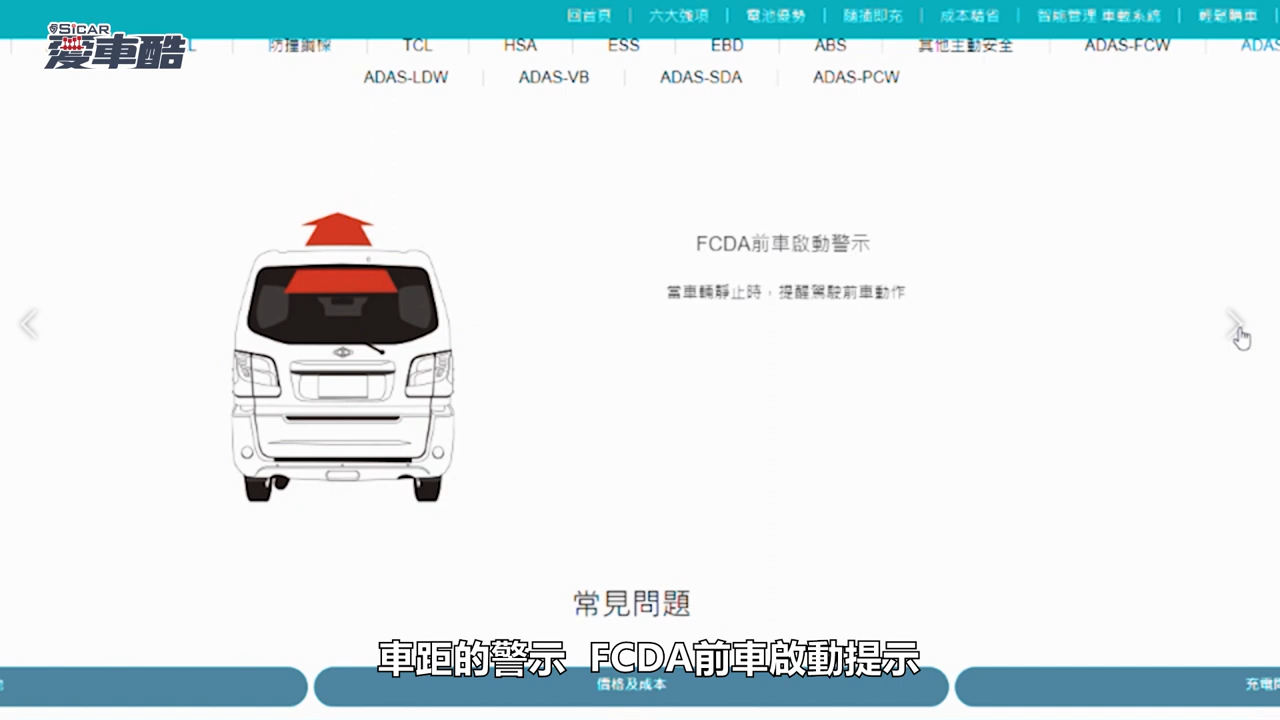 回首頁 六大強項 電池優勢 隨插即充 成本精省 智能管理 車載系統 輕鬆購車
SiCAR
愛車酷
L 防撞鋼樑 TCL HSA ESS EBD ABS 其他主動安全 ADAS-FCW ADAS
ADAS-LDW ADAS-VB ADAS-SDA ADAS-PCW
FCDA前車啟動警示
當車輛靜止時，提醒駕駛前車動作
常見問題
車距的警示 FCDA前車啟動提示
價格及成本 充電